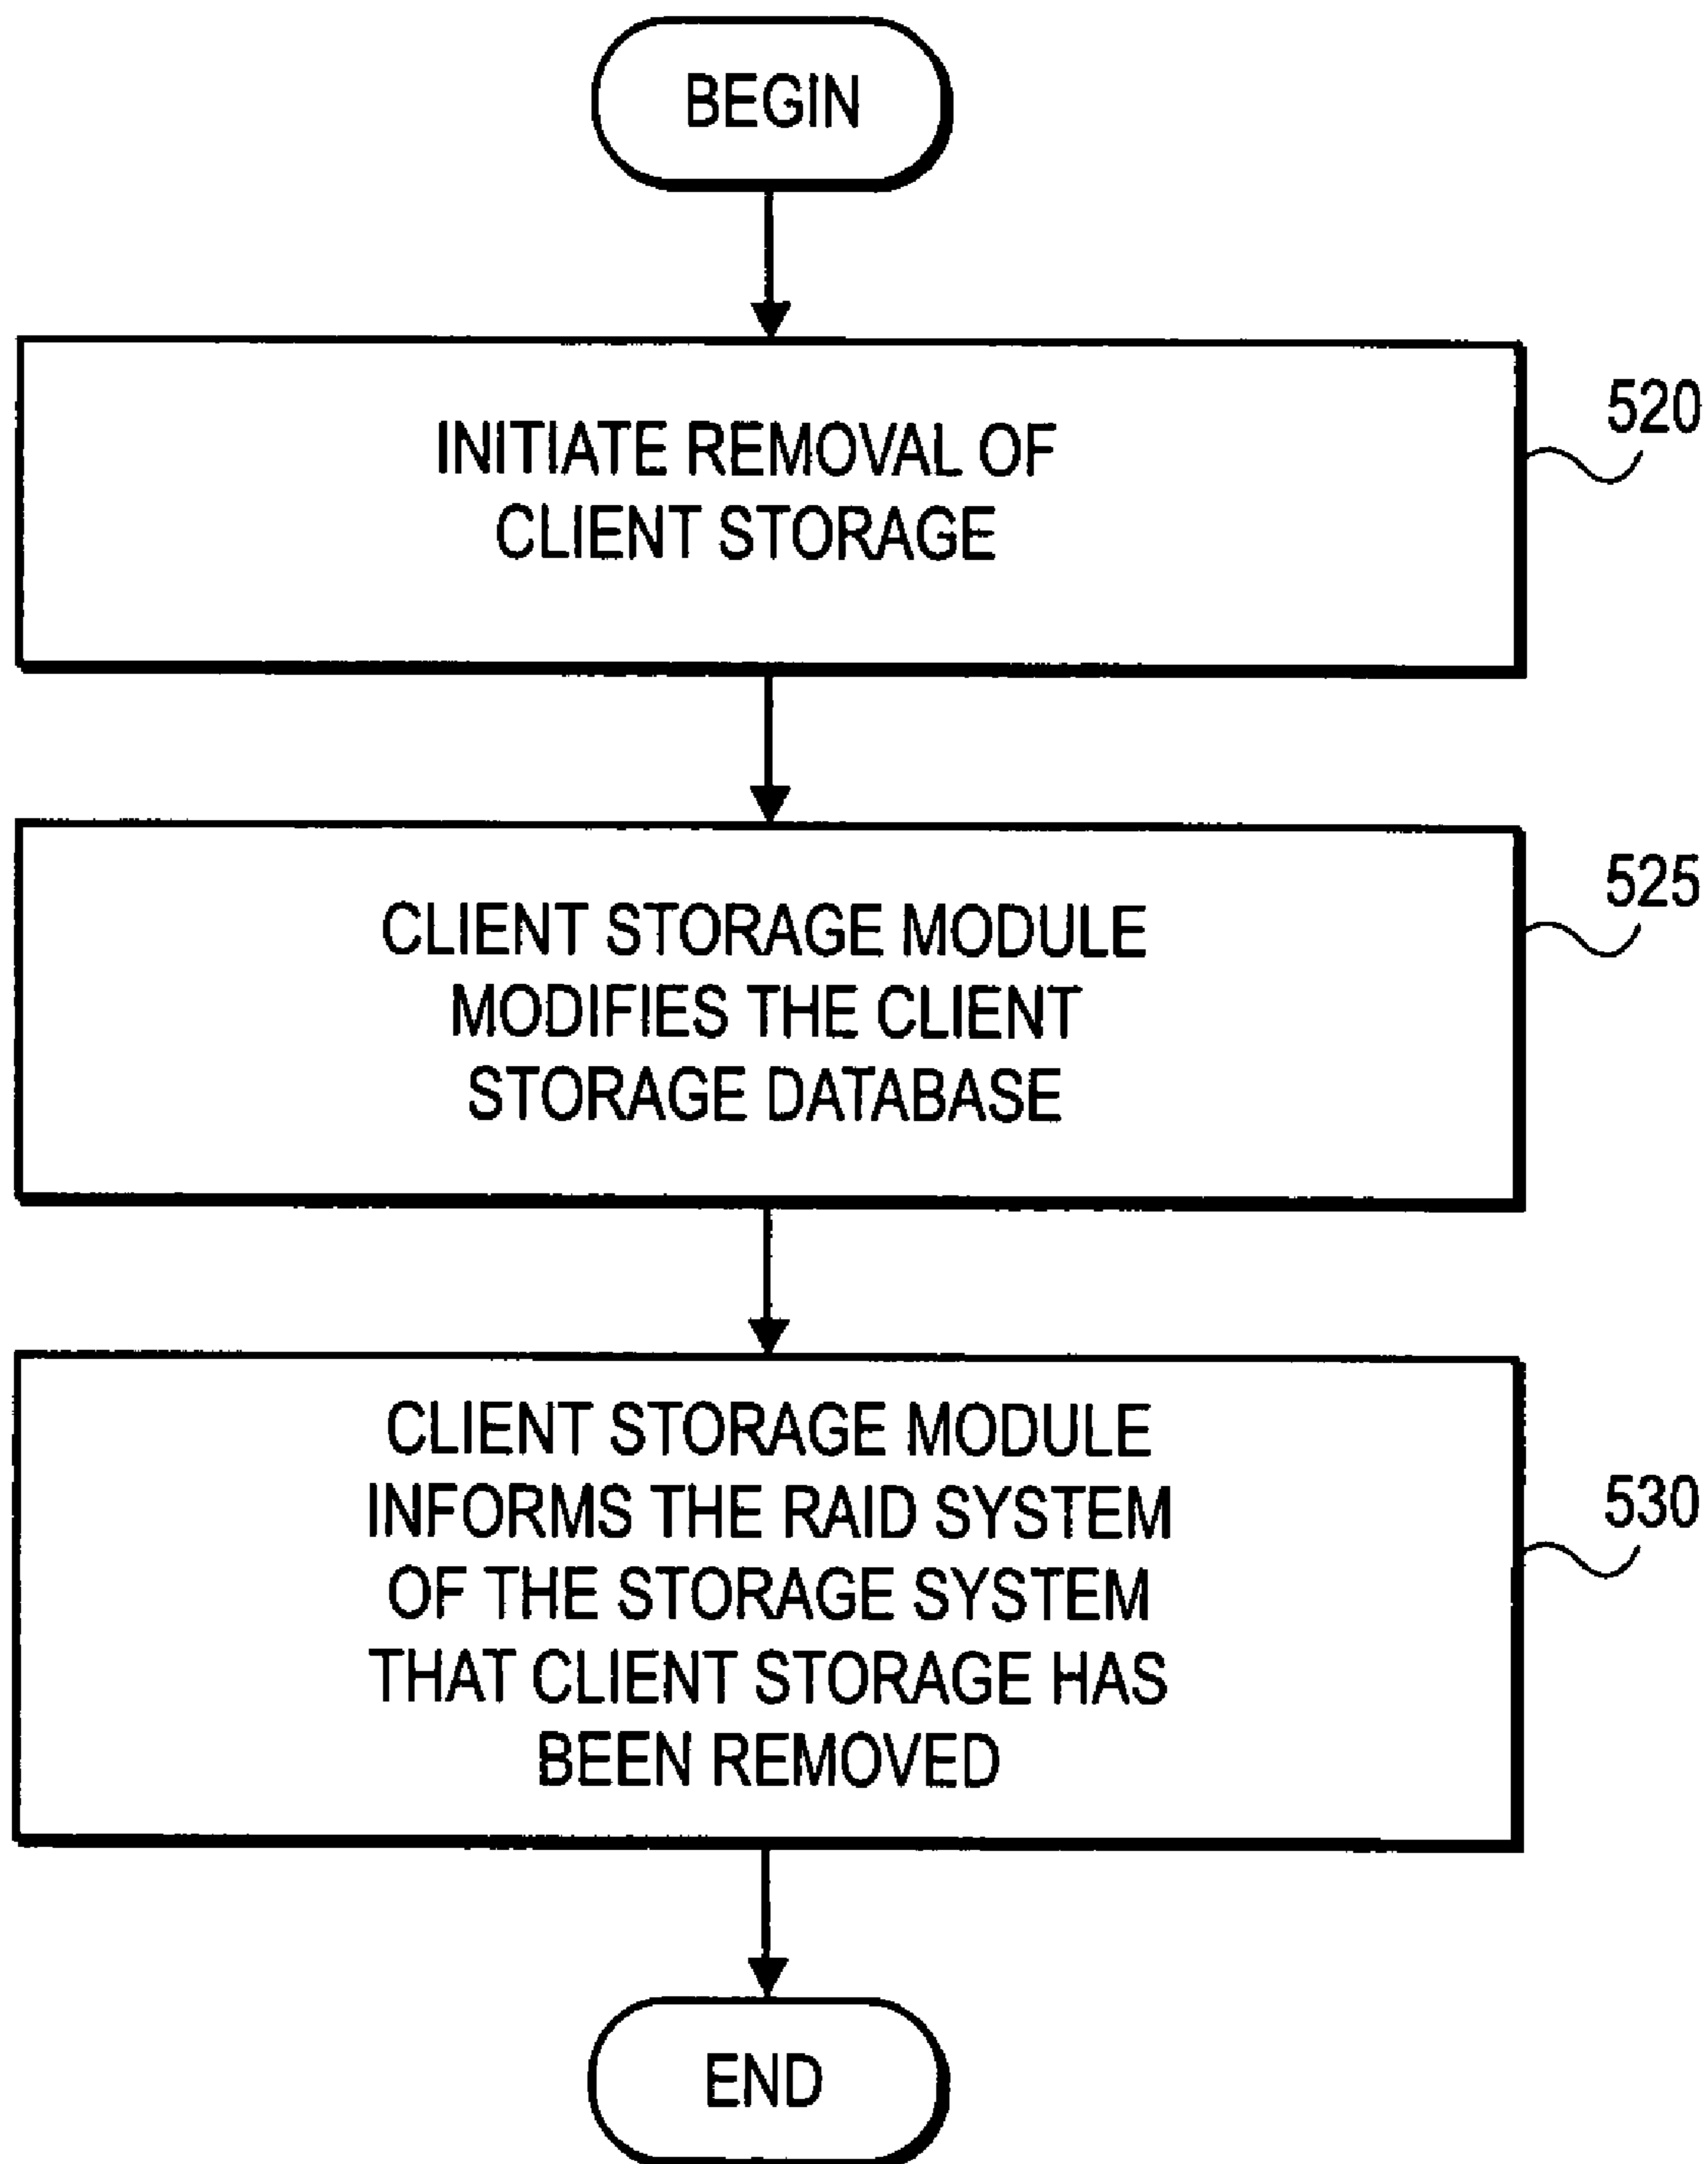 BEGIN
INITIATE REMOVAL OF
CLIENT STORAGE
520
CLIENT STORAGE MODULE
MODIFIES THE CLIENT
STORAGE DATABASE
525
CLIENT STORAGE MODULE
INFORMS THE RAID SYSTEM
OF THE STORAGE SYSTEM
THAT CLIENT STORAGE HAS
BEEN REMOVED
530
END